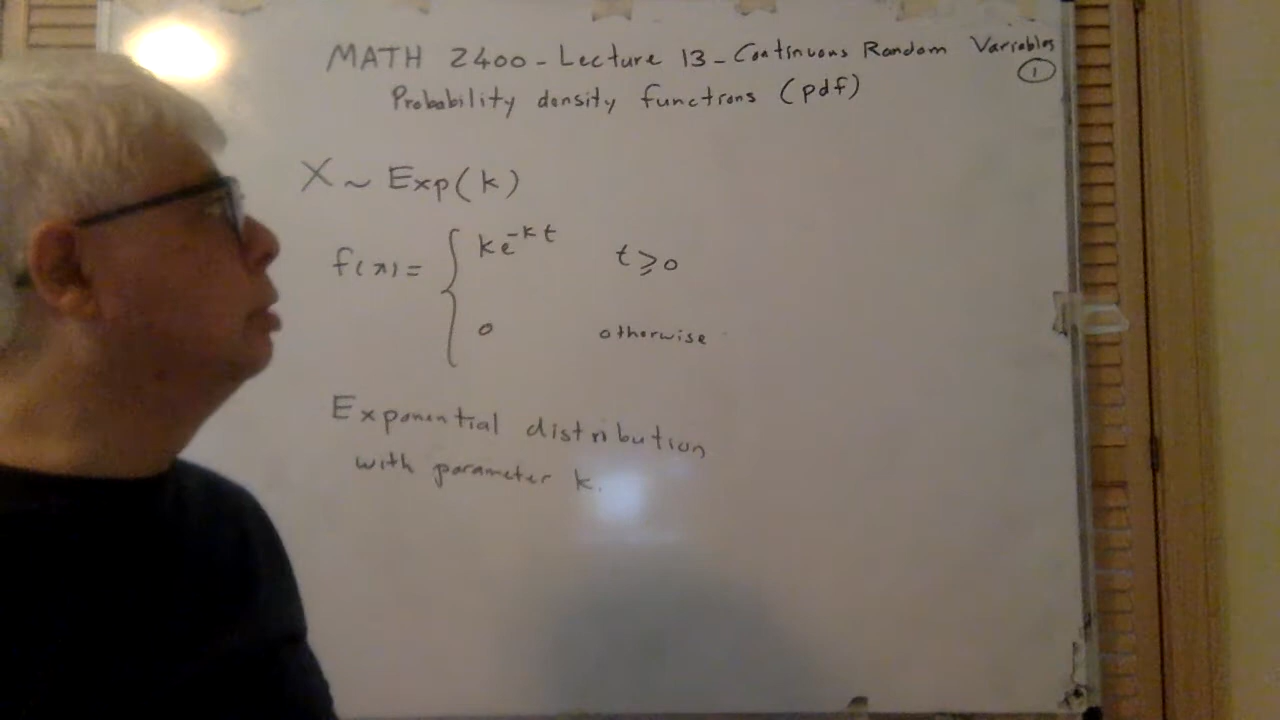 MATH 2400 - Lecture 13 - Continuous Random Variables
①
Probability density functions (pdf)
X ~ Exp(k)
f(x) = { ke^{-kt} t ≥ 0
0 otherwise
Exponential distribution
with parameter k.